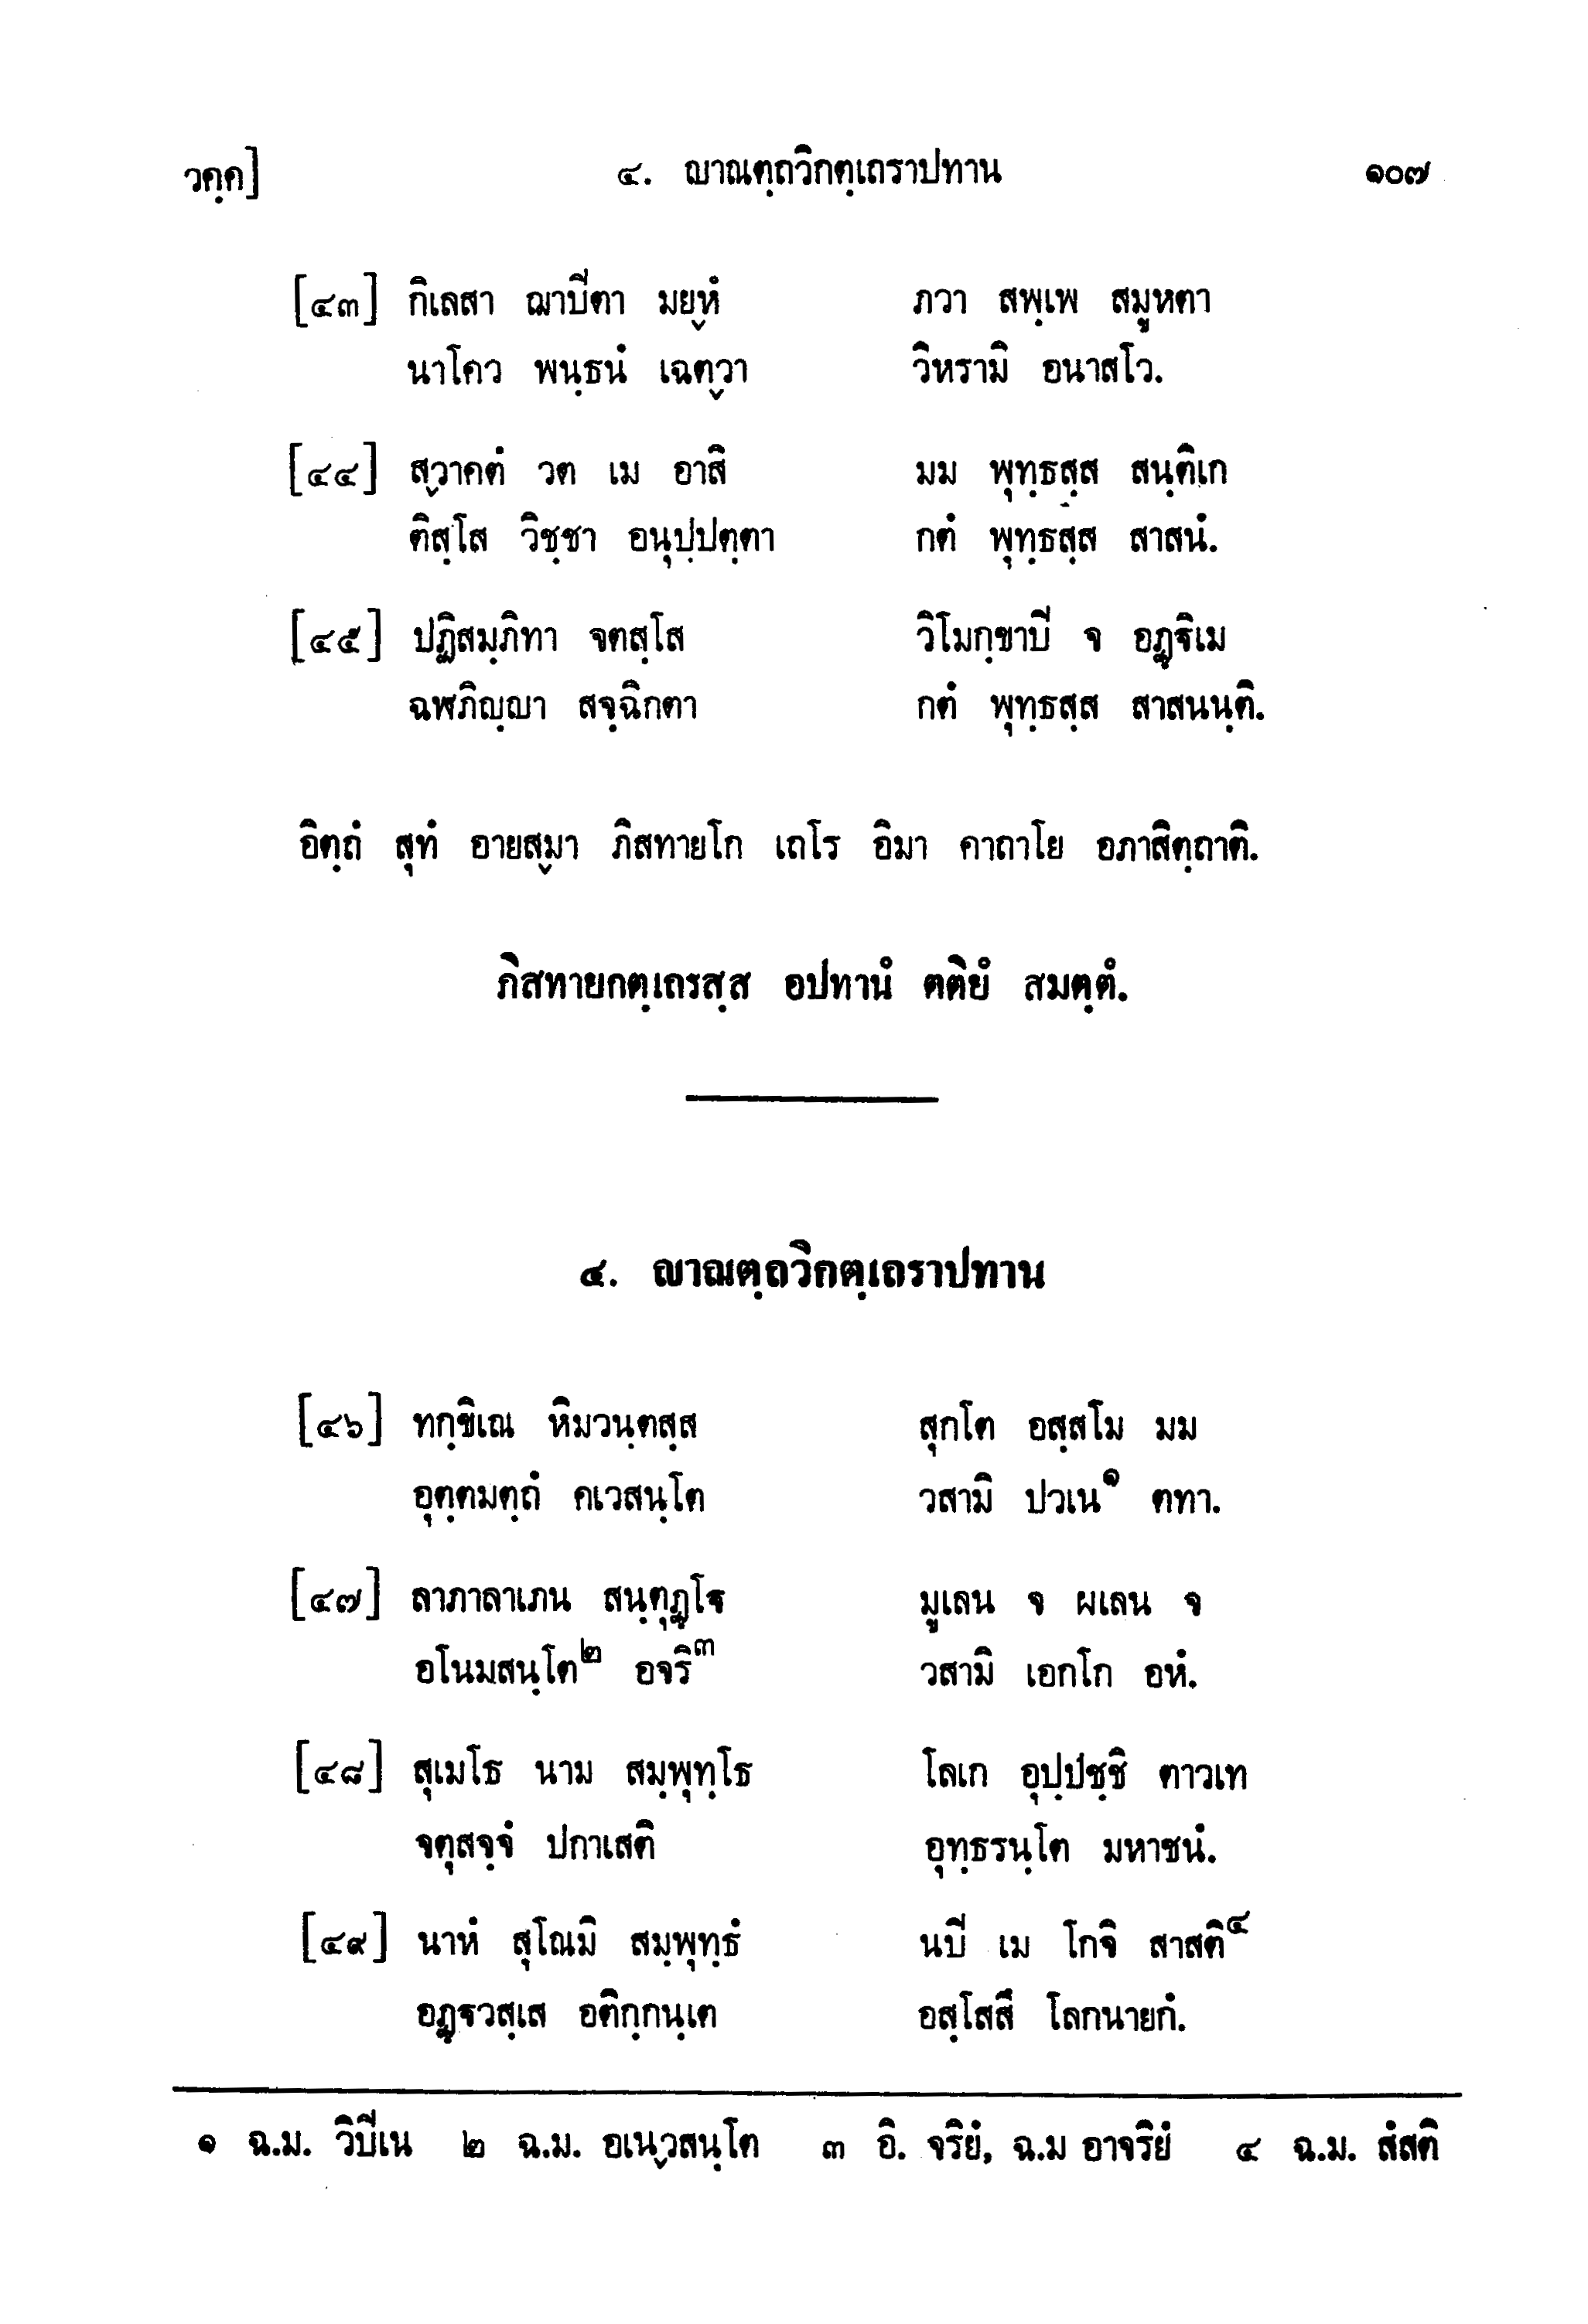 วคฺค] ๔. ญาณตฺถวิกตฺเถราปทาน ๑๐๗
[๔๓] กิเลสา ฌาปิตา มย๎หํ ภวา สพฺเพ สมูหตา
นาโคว พนฺธนํ เฉต๎วา วิหรามิ อนาสโว.
[๔๔] ส๎วาคตํ วต เม อาสิ มม พุทฺธสฺส สนฺติเก
ติสฺโส วิชฺชา อนุปฺปตฺตา กตํ พุทฺธสฺส สาสนํ.
[๔๕] ปฏิสมฺภิทา จตสฺโส วิโมกฺขาปิ จ อฏฺฐิเม
ฉฬภิญฺญา สจฺฉิกตา กตํ พุทฺธสฺส สาสนนฺติ.
อิตฺถํ สุทํ อายส๎มา ภิสทายโก เถโร อิมา คาถาโย อภาสิตฺถาติ.
ภิสทายกตฺเถรสฺส อปทานํ ตติยํ สมตฺตํ.
๔. ญาณตฺถวิกตฺเถราปทาน
[๔๖] ทกฺขิเณ หิมวนฺตสฺส สุกโต อสฺสโม มม
อุตฺตมตฺถํ คเวสนฺโต วสามิ ปวเน๑ ตทา.
[๔๗] ลาภาลาเภน สนฺตุฏฺโฐ มูเลน จ ผเลน จ
อโนมสนฺโต๒ อจรึ๓ วสามิ เอกโก อหํ.
[๔๘] สุเมโธ นาม สมฺพุทฺโธ โลเก อุปฺปชฺชิ ตาวเท
จตุสจฺจํ ปกาเสติ อุทฺธรนฺโต มหาชนํ.
[๔๙] นาหํ สุโณมิ สมฺพุทฺธํ นปิ เม โกจิ สาสติ๔
อฏฺฐวสฺเส อติกฺกนฺเต อสฺโสสึ โลกนายกํ.
๑ ฉ.ม. วิปิเน ๒ ฉ.ม. อเนว๎สนฺโต ๓ อิ. จริยํ, ฉ.ม อาจริยํ ๔ ฉ.ม. สํสติ